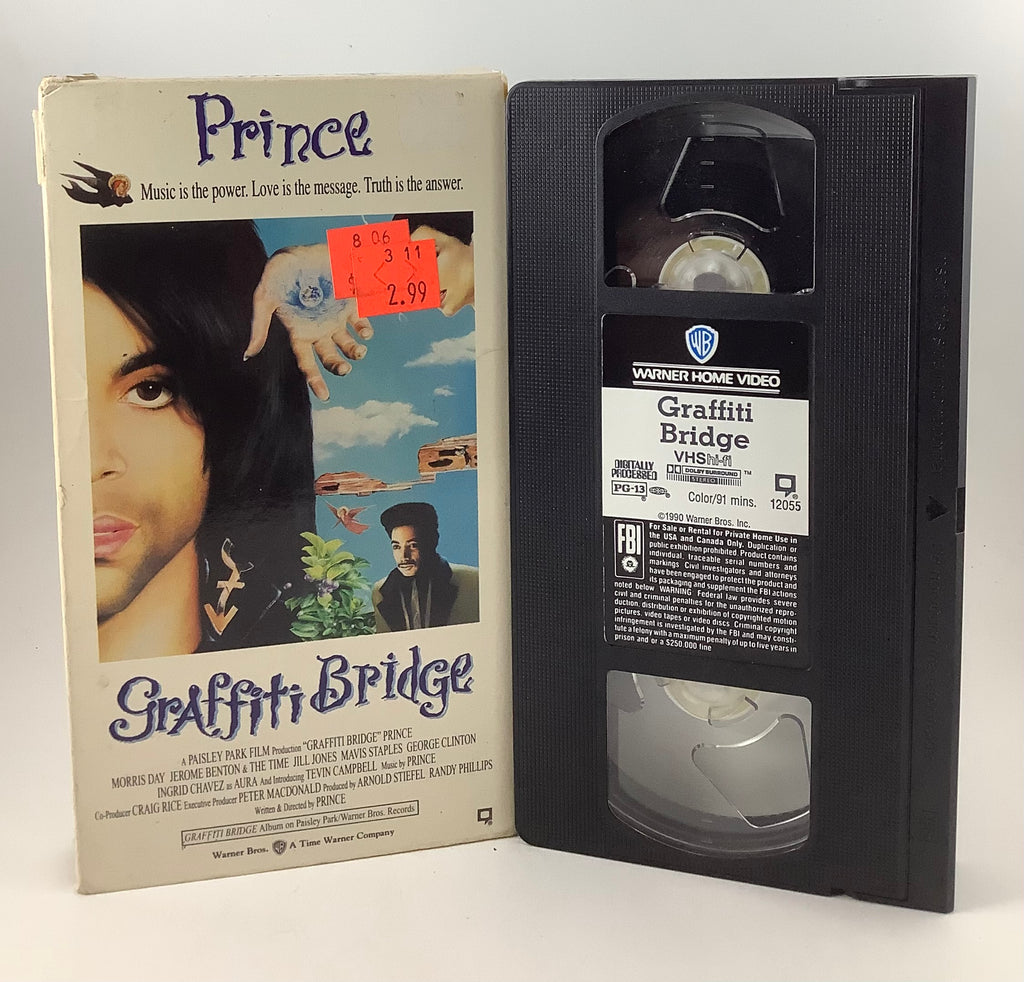 Prince
Music is the power. Love is the message. Truth is the answer.
8 06
3 11
2.99
Graffiti Bridge
A PAISLEY PARK FILM Production "GRAFFITI BRIDGE" PRINCE
MORRIS DAY JEROME BENTON & THE TIME JILL JONES MAVIS STAPLES GEORGE CLINTON
INGRID CHAVEZ as AURA And Introducing TEVIN CAMPBELL Music by PRINCE
Co-Producer CRAIG RICE Executive Producer PETER MACDONALD Produced by ARNOLD STIEFEL RANDY PHILLIPS
Written & Directed by PRINCE
GRAFFITI BRIDGE Album on Paisley Park/Warner Bros. Records
Warner Bros. WB A Time Warner Company
WB
WARNER HOME VIDEO
Graffiti
Bridge
VHS hi-fi
DIGITALLY
PROCESSED
DOLBY SURROUND
STEREO
TM
PG-13
Color/91 mins.
12055
©1990 Warner Bros. Inc.
FBI
For Sale or Rental for Private Home Use in
the USA and Canada Only. Duplication or
public exhibition prohibited. Product contains
individual, traceable serial numbers and
markings. Civil investigators and attorneys
have been engaged to protect the product and
its packaging and supplement the FBI actions
noted below WARNING Federal law provides severe
civil and criminal penalties for the unauthorized repro-
duction, distribution or exhibition of copyrighted motion
pictures, video tapes or video discs. Criminal copyright
infringement is investigated by the FBI and may consti-
tute a felony with a maximum penalty of up to five years in
prison and or a $250.000 fine